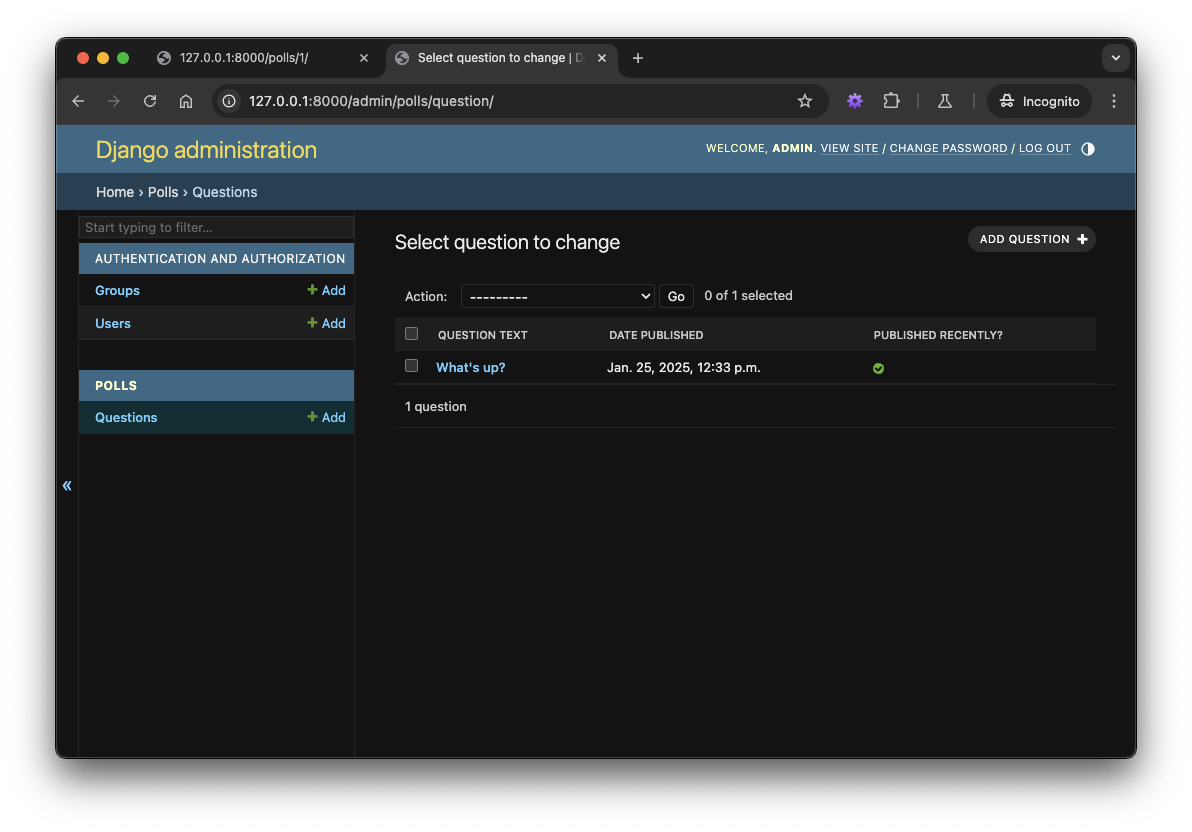 127.0.0.1:8000/polls/1/
Select question to change | D
127.0.0.1:8000/admin/polls/question/
Incognito
Django administration
WELCOME, ADMIN. VIEW SITE / CHANGE PASSWORD / LOG OUT
Home › Polls › Questions
Start typing to filter...
AUTHENTICATION AND AUTHORIZATION
Groups + Add
Users + Add
POLLS
Questions + Add
«
Select question to change
ADD QUESTION +
Action: --------- Go 0 of 1 selected
QUESTION TEXT DATE PUBLISHED PUBLISHED RECENTLY?
What's up? Jan. 25, 2025, 12:33 p.m.
1 question